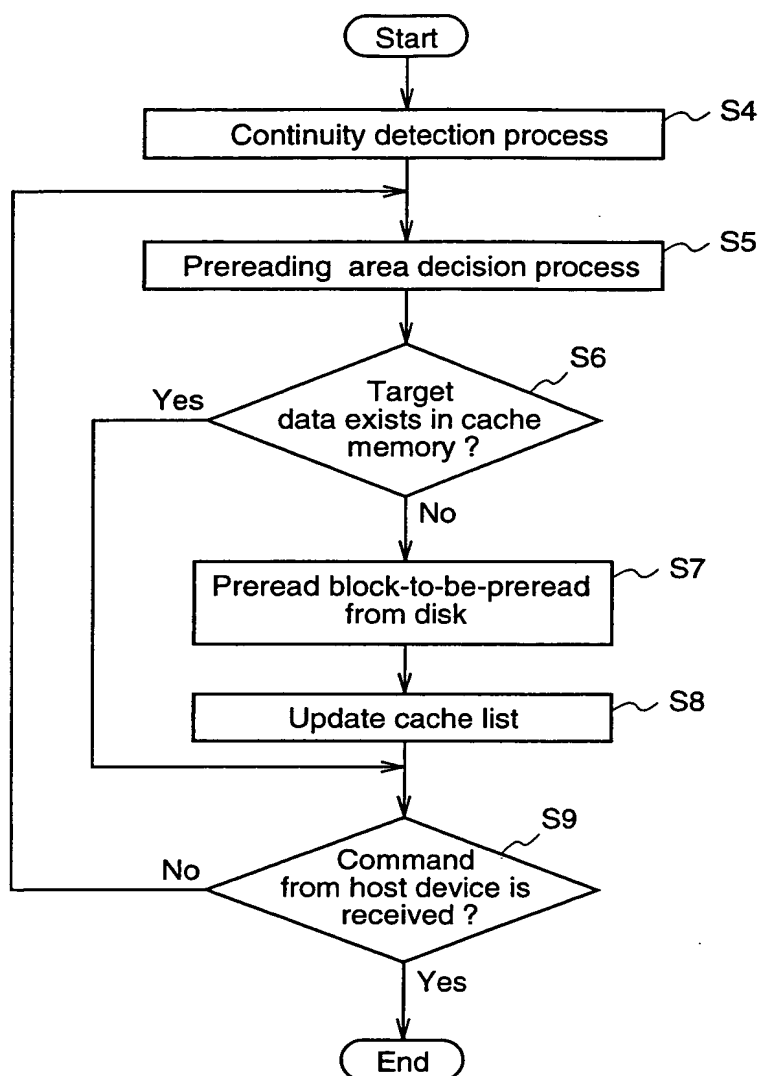 Start
S4
Continuity detection process
S5
Prereading area decision process
S6
Yes
Target
data exists in cache
memory ?
No
S7
Preread block-to-be-preread
from disk
S8
Update cache list
S9
No
Command
from host device is
received ?
Yes
End